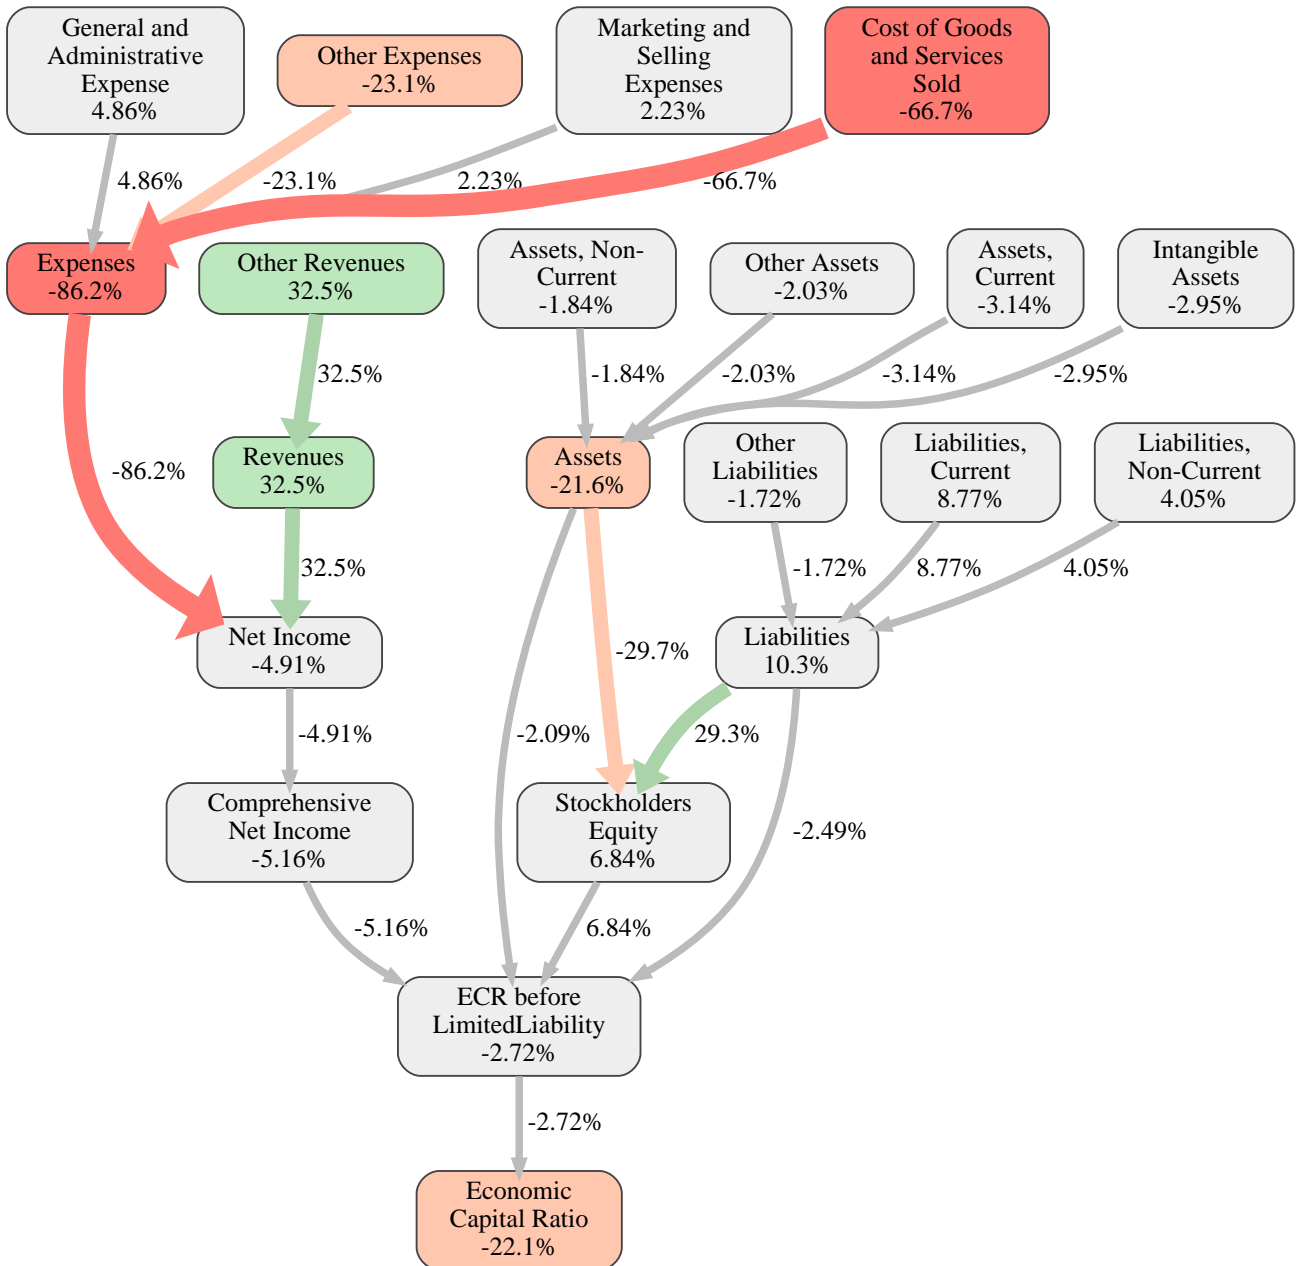 General and
Administrative
Expense
4.86%
Other Expenses
-23.1%
Marketing and
Selling
Expenses
2.23%
Cost of Goods
and Services
Sold
-66.7%
4.86%
-23.1%
2.23%
-66.7%
Expenses
-86.2%
Other Revenues
32.5%
Assets, Non-
Current
-1.84%
Other Assets
-2.03%
Assets,
Current
-3.14%
Intangible
Assets
-2.95%
32.5%
-1.84%
-2.03%
-3.14%
-2.95%
-86.2%
Revenues
32.5%
Assets
-21.6%
Other
Liabilities
-1.72%
Liabilities,
Current
8.77%
Liabilities,
Non-Current
4.05%
32.5%
-1.72%
8.77%
4.05%
Net Income
-4.91%
-29.7%
Liabilities
10.3%
-4.91%
-2.09%
29.3%
Comprehensive
Net Income
-5.16%
Stockholders
Equity
6.84%
-2.49%
-5.16%
6.84%
ECR before
LimitedLiability
-2.72%
-2.72%
Economic
Capital Ratio
-22.1%